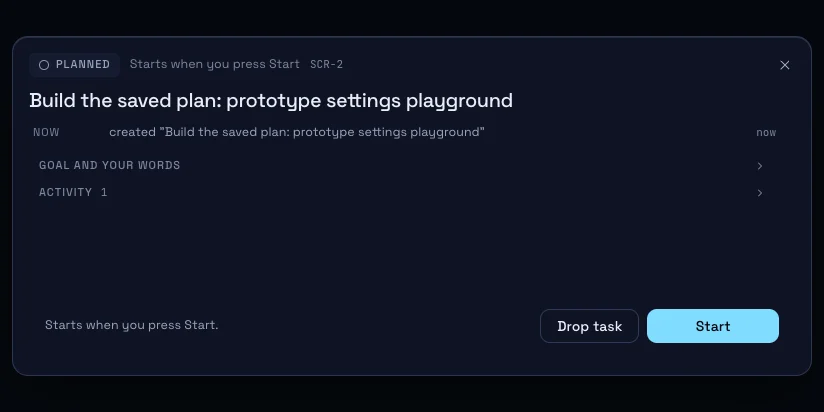 PLANNED Starts when you press Start SCR-2
Build the saved plan: prototype settings playground
NOW created "Build the saved plan: prototype settings playground" now
GOAL AND YOUR WORDS
ACTIVITY 1
Starts when you press Start. Drop task Start